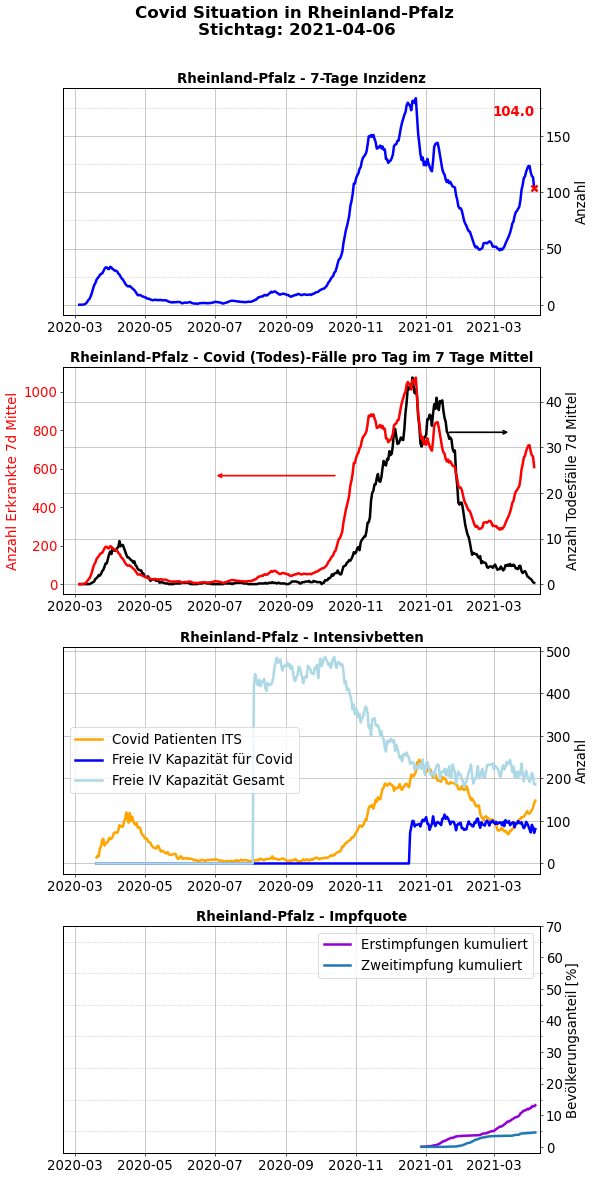 Covid Situation in Rheinland-Pfalz
Stichtag: 2021-04-06
Rheinland-Pfalz - 7-Tage Inzidenz
104.0
150
100
50
0
Anzahl
2020-03 2020-05 2020-07 2020-09 2020-11 2021-01 2021-03
Rheinland-Pfalz - Covid (Todes)-Fälle pro Tag im 7 Tage Mittel
Anzahl Erkrankte 7d Mittel
1000
800
600
400
200
0
40
30
20
10
0
Anzahl Todesfälle 7d Mittel
2020-03 2020-05 2020-07 2020-09 2020-11 2021-01 2021-03
Rheinland-Pfalz - Intensivbetten
Covid Patienten ITS
Freie IV Kapazität für Covid
Freie IV Kapazität Gesamt
500
400
300
200
100
0
Anzahl
2020-03 2020-05 2020-07 2020-09 2020-11 2021-01 2021-03
Rheinland-Pfalz - Impfquote
Erstimpfungen kumuliert
Zweitimpfung kumuliert
70
60
50
40
30
20
10
0
Bevölkerungsanteil [%]
2020-03 2020-05 2020-07 2020-09 2020-11 2021-01 2021-03